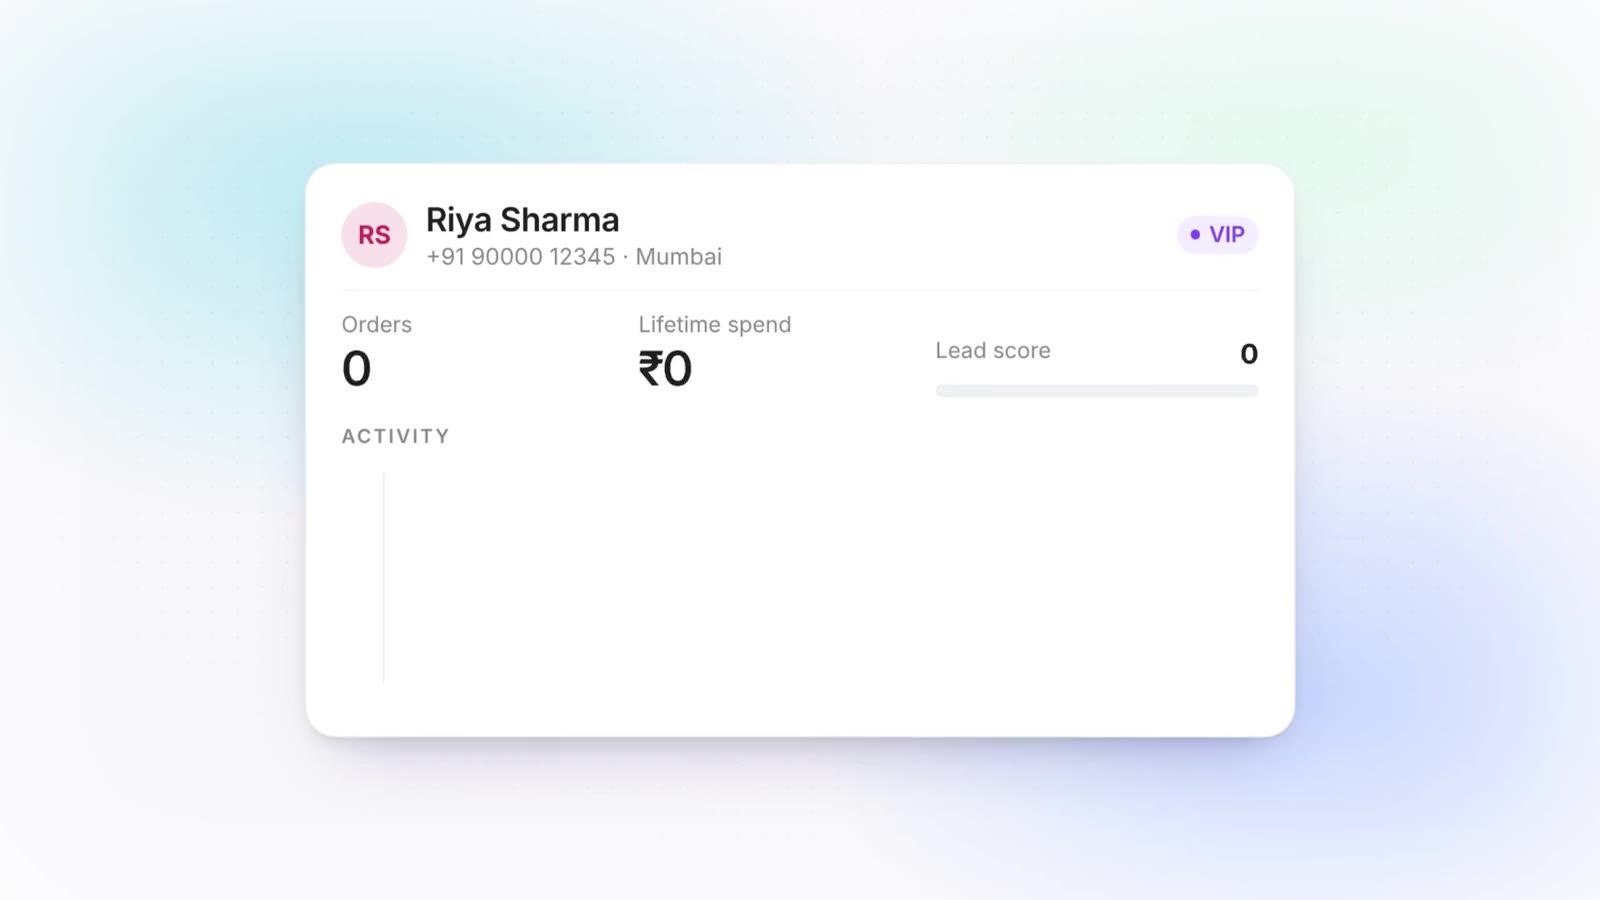 RS
Riya Sharma
+91 90000 12345 · Mumbai
VIP
Orders
0
Lifetime spend
₹0
Lead score
0
ACTIVITY